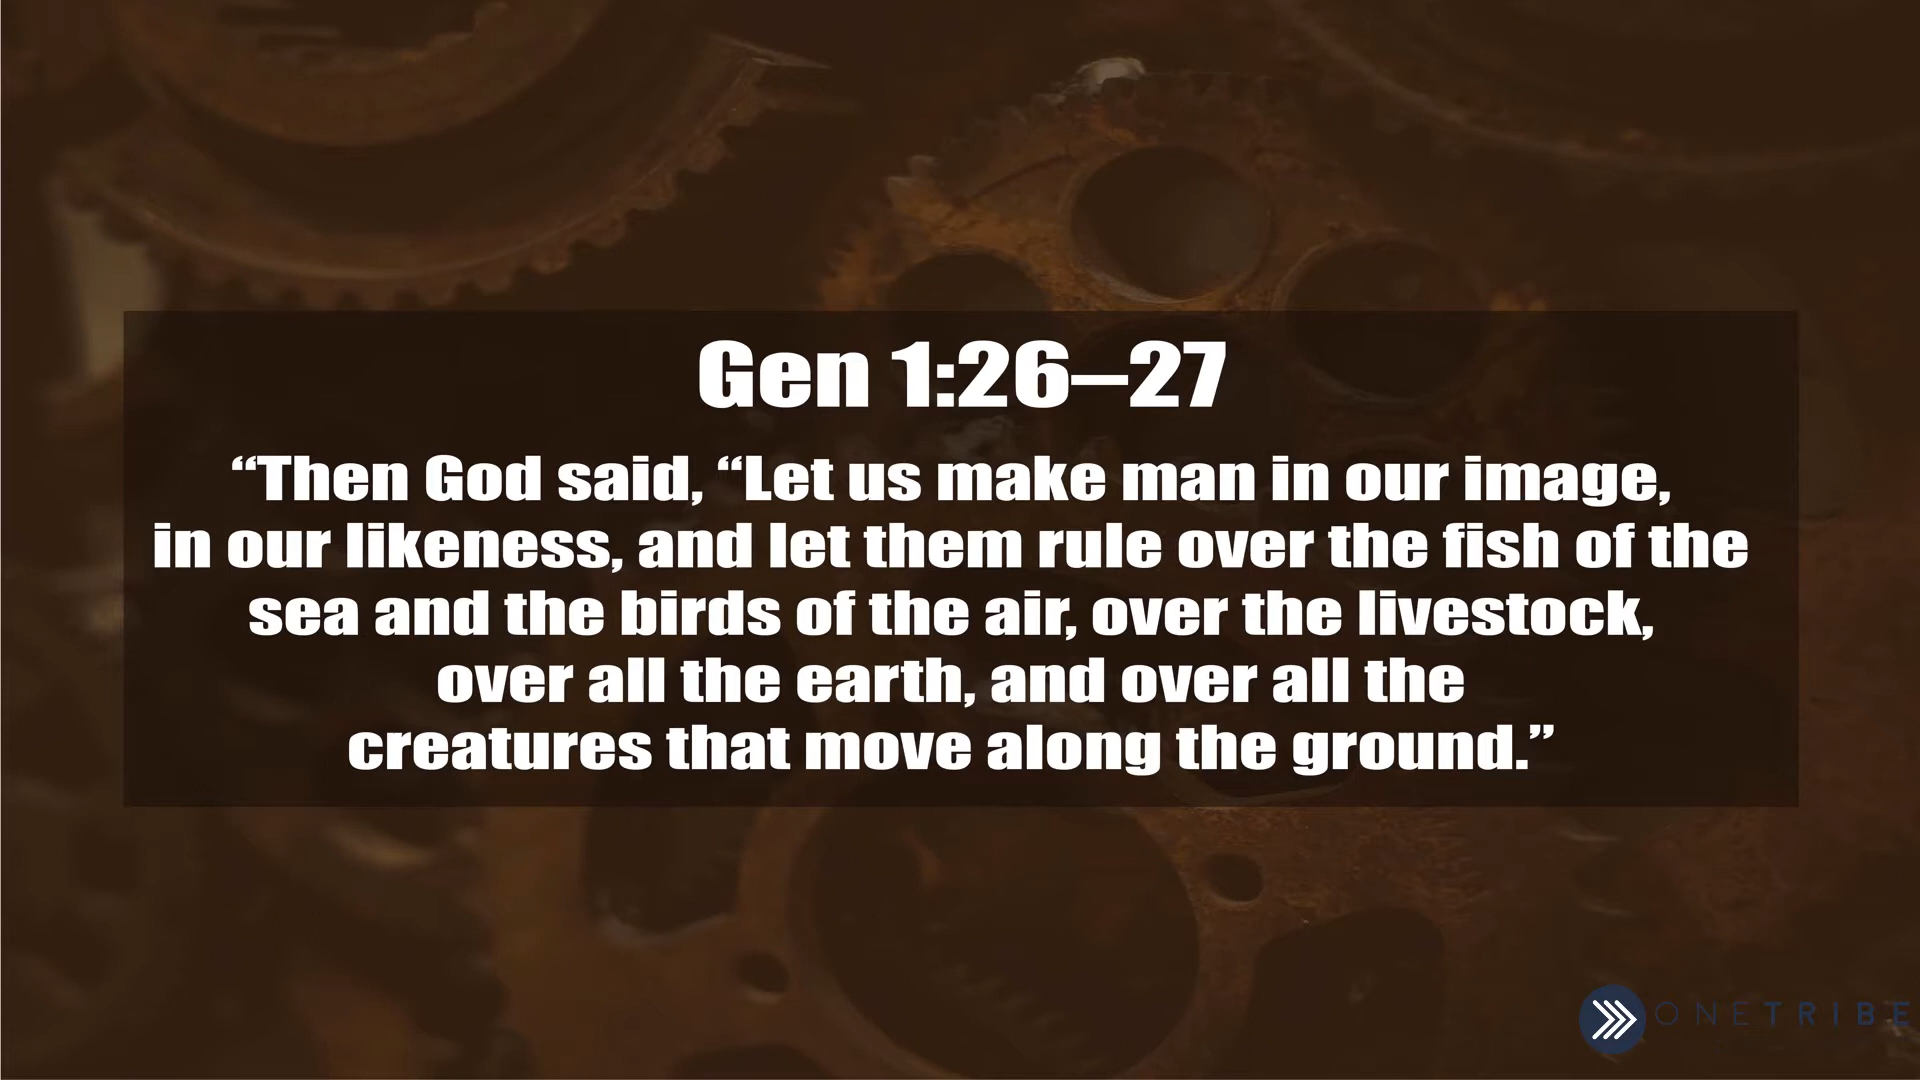 Gen 1:26–27
“Then God said, “Let us make man in our image,
in our likeness, and let them rule over the fish of the
sea and the birds of the air, over the livestock,
over all the earth, and over all the
creatures that move along the ground.”
ONETRIBE